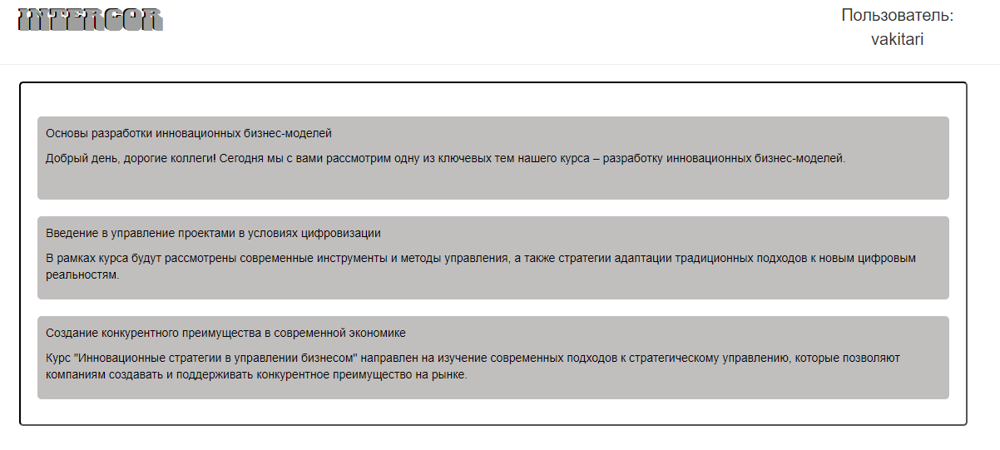 INTERCOR
Пользователь:
vakitari
Основы разработки инновационных бизнес-моделей
Добрый день, дорогие коллеги! Сегодня мы с вами рассмотрим одну из ключевых тем нашего курса – разработку инновационных бизнес-моделей.
Введение в управление проектами в условиях цифровизации
В рамках курса будут рассмотрены современные инструменты и методы управления, а также стратегии адаптации традиционных подходов к новым цифровым
реальностям.
Создание конкурентного преимущества в современной экономике
Курс "Инновационные стратегии в управлении бизнесом" направлен на изучение современных подходов к стратегическому управлению, которые позволяют
компаниям создавать и поддерживать конкурентное преимущество на рынке.